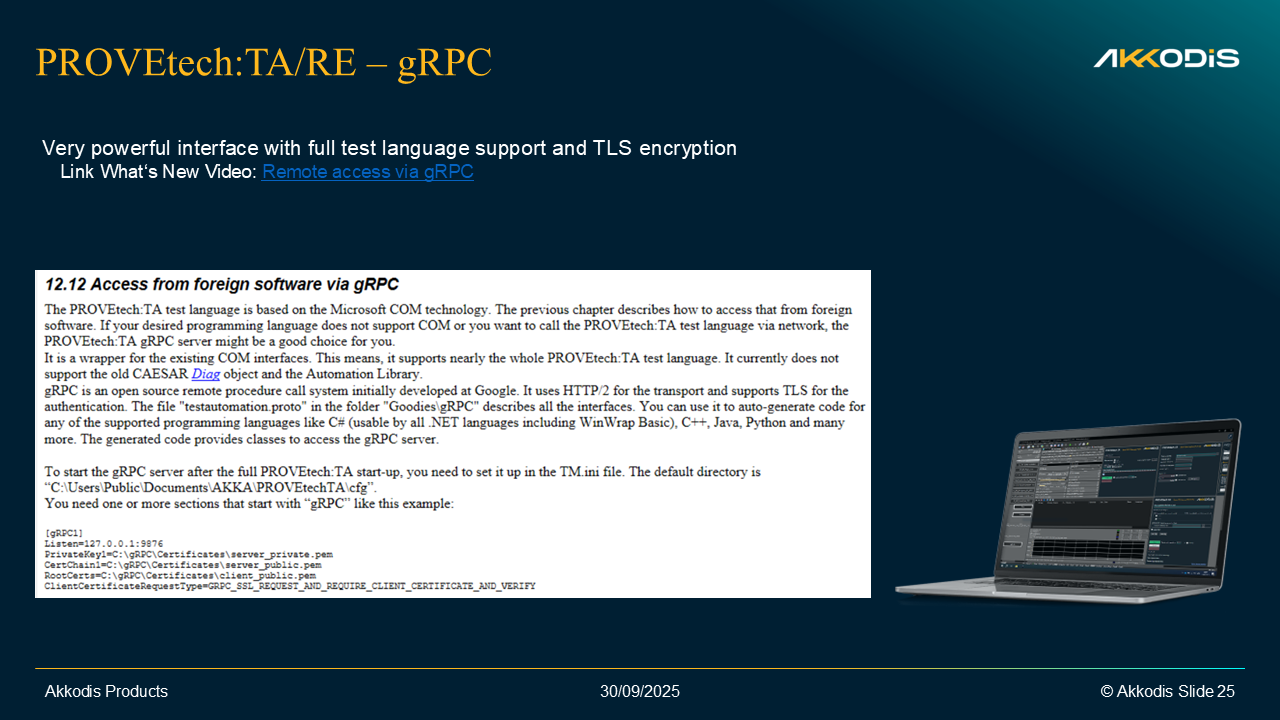 PROVEtech:TA/RE – gRPC
AKKODiS
Very powerful interface with full test language support and TLS encryption
Link What‘s New Video: Remote access via gRPC
12.12 Access from foreign software via gRPC
The PROVEtech:TA test language is based on the Microsoft COM technology. The previous chapter describes how to access that from foreign
software. If your desired programming language does not support COM or you want to call the PROVEtech:TA test language via network, the
PROVEtech:TA gRPC server might be a good choice for you.
It is a wrapper for the existing COM interfaces. This means, it supports nearly the whole PROVEtech:TA test language. It currently does not
support the old CAESAR Diag object and the Automation Library.
gRPC is an open source remote procedure call system initially developed at Google. It uses HTTP/2 for the transport and supports TLS for the
authentication. The file "testautomation.proto" in the folder "Goodies\gRPC" describes all the interfaces. You can use it to auto-generate code for
any of the supported programming languages like C# (usable by all .NET languages including WinWrap Basic), C++, Java, Python and many
more. The generated code provides classes to access the gRPC server.
To start the gRPC server after the full PROVEtech:TA start-up, you need to set it up in the TM.ini file. The default directory is
“C:\Users\Public\Documents\AKKA\PROVEtechTA\cfg”.
You need one or more sections that start with “gRPC” like this example:
[gRPC1]
Listen=127.0.0.1:9876
PrivateKey1=C:\gRPC\Certificates\server_private.pem
CertChain1=C:\gRPC\Certificates\server_public.pem
RootCerts=C:\gRPC\Certificates\client_public.pem
ClientCertificateRequestType=GRPC_SSL_REQUEST_AND_REQUIRE_CLIENT_CERTIFICATE_AND_VERIFY
Akkodis Products
30/09/2025
© Akkodis Slide 25